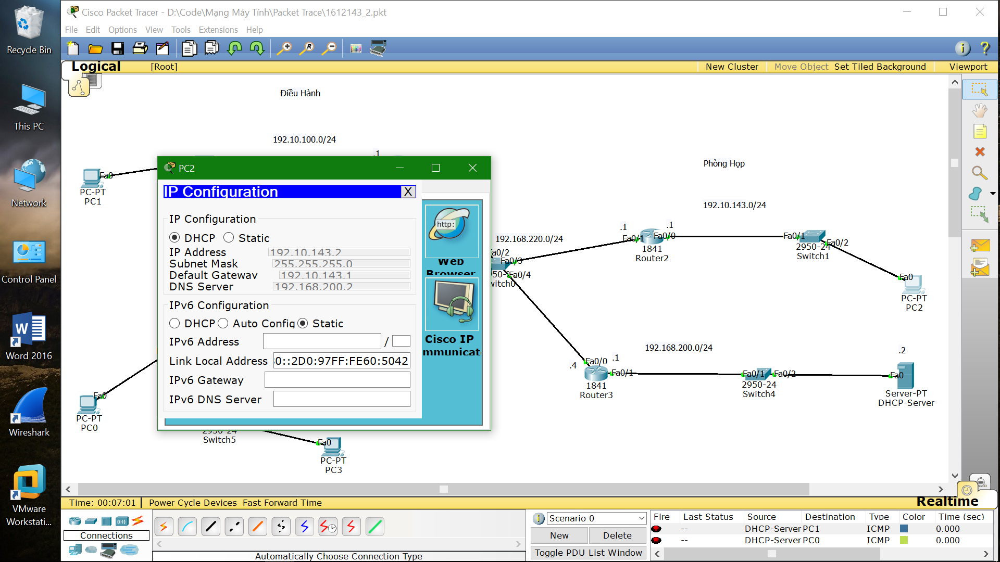 Recycle Bin
This PC
Network
Control Panel
Word 2016
Wireshark
VMware
Workstati...
Cisco Packet Tracer - D:\Code\Mạng Máy Tính\Packet Trace\1612143_2.pkt
File Edit Options View Tools Extensions Help
Logical [Root] New Cluster Move Object Set Tiled Background Viewport
Điều Hành
192.10.100.0/24
.1
Fa0
PC-PT
PC1
Phòng Họp
192.10.143.0/24
.1 .1
192.168.220.0/24
Fa0/1 Fa0/0
1841
Router2
Fa0/1 Fa0/2
2950-24
Switch1
Fa0
PC-PT
PC2
Fa0/2
Fa0/3
Fa0/4
192.168.200.0/24
.4 Fa0/0 .1
Fa0/1
1841
Router3
Fa0/1 Fa0/2
2950-24
Switch4
.2
Fa0
Server-PT
DHCP-Server
Fa0
PC-PT
PC0
2950-24
Switch5
Fa0
PC-PT
PC3
PC2
IP Configuration X
IP Configuration
DHCP Static
IP Address 192.10.143.2
Subnet Mask 255.255.255.0
Default Gateway 192.10.143.1
DNS Server 192.168.200.2
IPv6 Configuration
DHCP Auto Config Static
IPv6 Address /
Link Local Address 0::2D0:97FF:FE60:5042
IPv6 Gateway
IPv6 DNS Server
http:
Web
Browser
Cisco IP
mmunicat
Time: 00:07:01 Power Cycle Devices Fast Forward Time
Realtime
Connections
Automatically Choose Connection Type
Scenario 0
New Delete
Toggle PDU List Window
Fire Last Status Source Destination Type Color Time (sec)
-- DHCP-Server PC1 ICMP 0.000
-- DHCP-Server PC0 ICMP 0.000